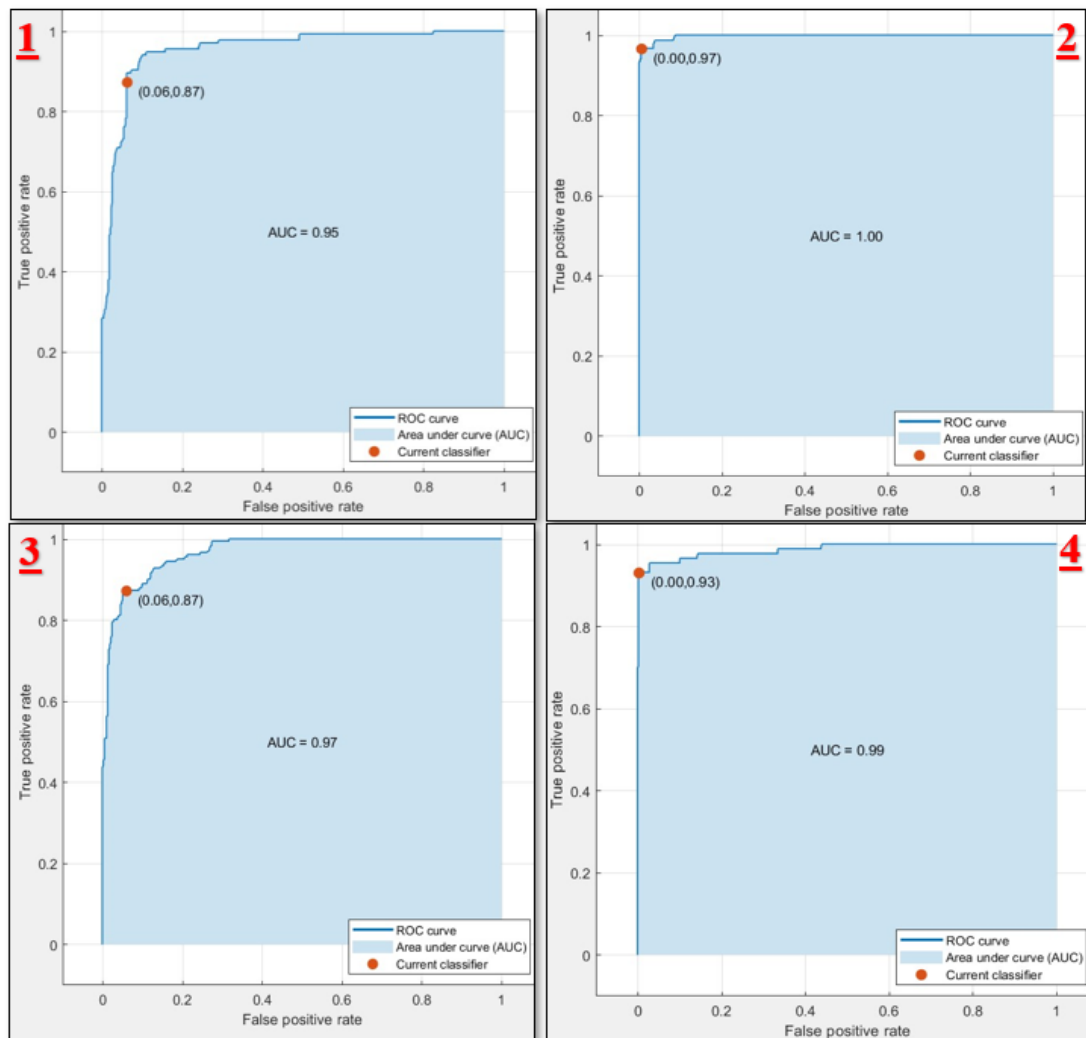 1
True positive rate
1
0.8
0.6
0.4
0.2
0
(0.06,0.87)
AUC = 0.95
ROC curve
Area under curve (AUC)
Current classifier
0 0.2 0.4 0.6 0.8 1
False positive rate
2
True positive rate
1
0.8
0.6
0.4
0.2
0
(0.00,0.97)
AUC = 1.00
ROC curve
Area under curve (AUC)
Current classifier
0 0.2 0.4 0.6 0.8 1
False positive rate
3
True positive rate
1
0.8
0.6
0.4
0.2
0
(0.06,0.87)
AUC = 0.97
ROC curve
Area under curve (AUC)
Current classifier
0 0.2 0.4 0.6 0.8 1
False positive rate
4
True positive rate
1
0.8
0.6
0.4
0.2
0
(0.00,0.93)
AUC = 0.99
ROC curve
Area under curve (AUC)
Current classifier
0 0.2 0.4 0.6 0.8 1
False positive rate